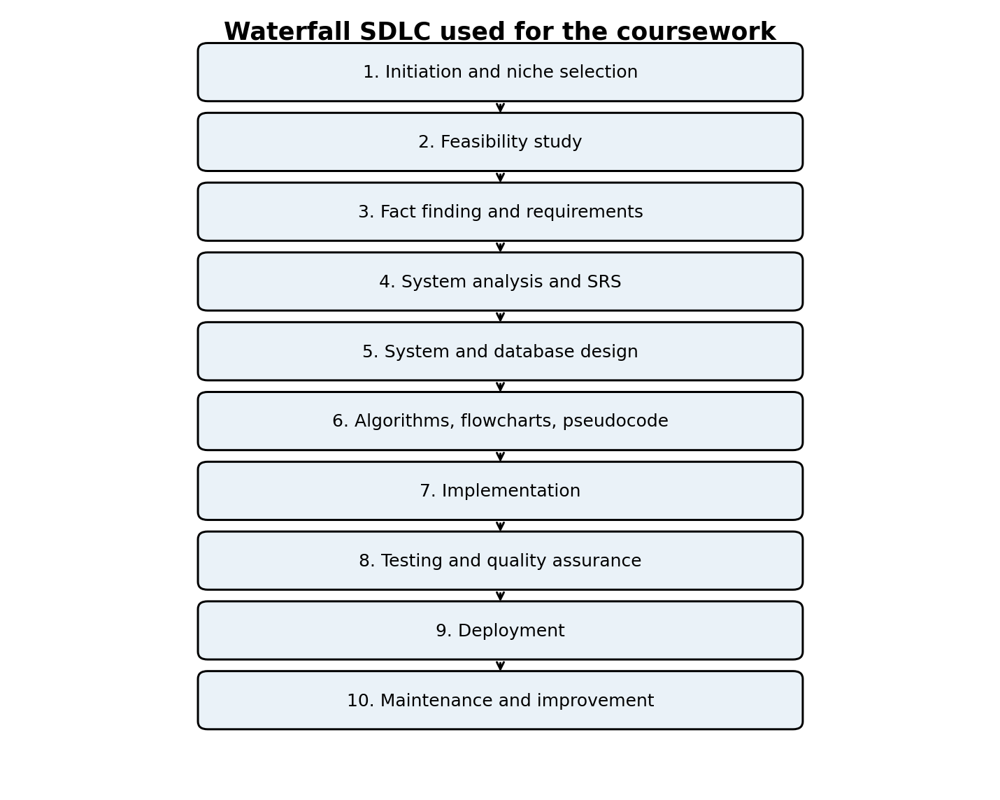 Waterfall SDLC used for the coursework
1. Initiation and niche selection
2. Feasibility study
3. Fact finding and requirements
4. System analysis and SRS
5. System and database design
6. Algorithms, flowcharts, pseudocode
7. Implementation
8. Testing and quality assurance
9. Deployment
10. Maintenance and improvement